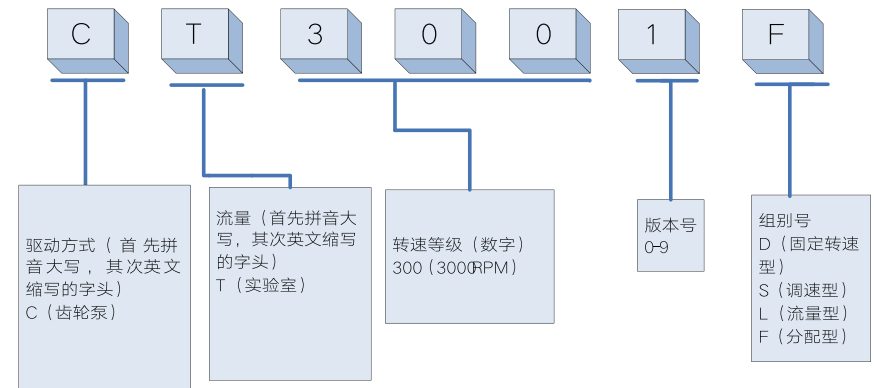 C T 3 0 0 1 F
驱动方式（首先拼
音大写，其次英文
缩写的字头）
C（齿轮泵）
流量（首先拼音大
写，其次英文缩写
的字头）
T（实验室）
转速等级（数字）
300（3000RPM）
版本号
0-9
组别号
D（固定转速
型）
S（调速型）
L（流量型）
F（分配型）